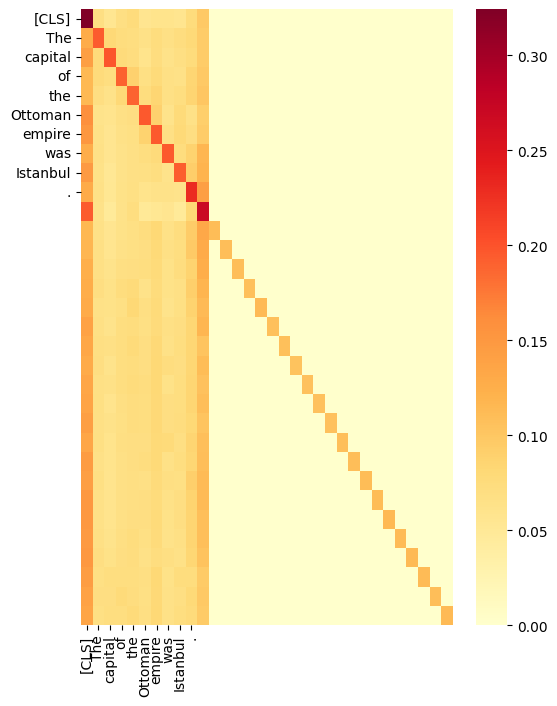 [CLS]
The
capital
of
the
Ottoman
empire
was
Istanbul
.
[CLS]
The
capital
of
the
Ottoman
empire
was
Istanbul
.
0.30
0.25
0.20
0.15
0.10
0.05
0.00